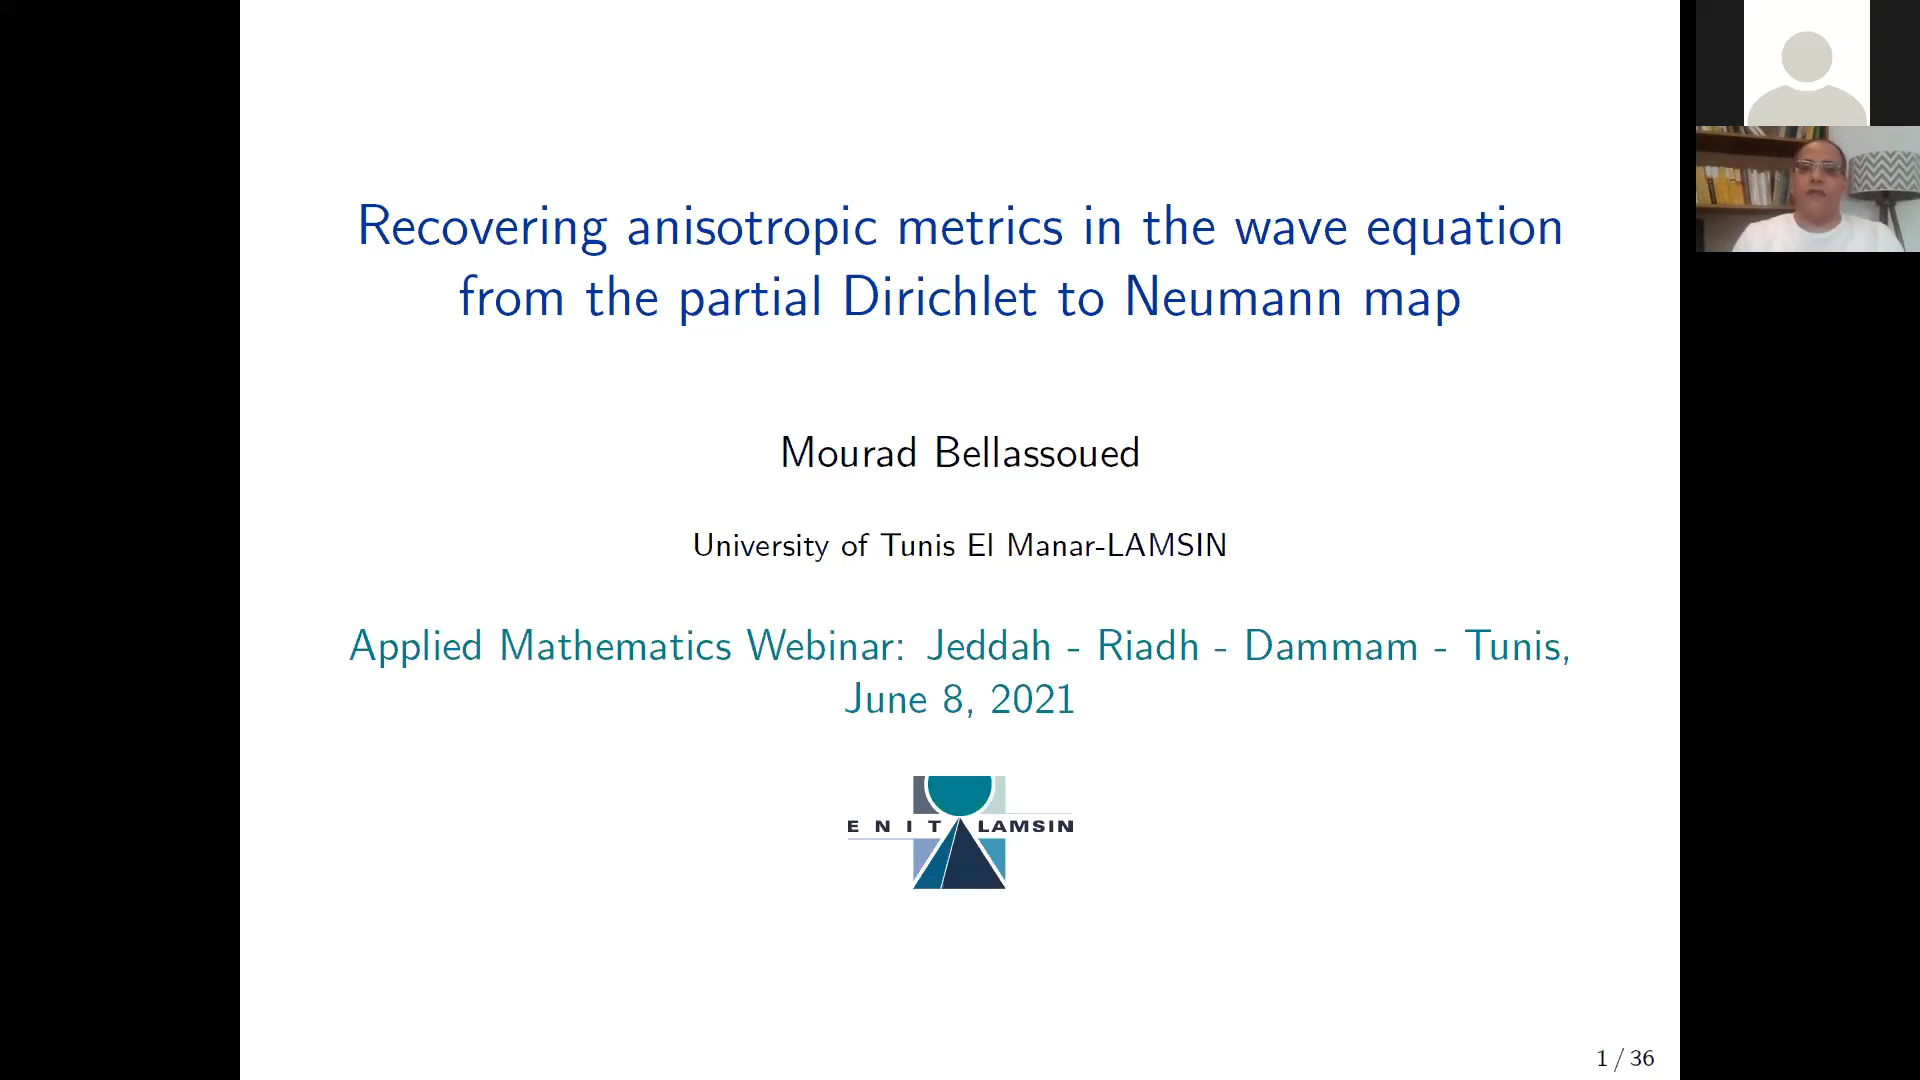 Recovering anisotropic metrics in the wave equation
from the partial Dirichlet to Neumann map
Mourad Bellassoued
University of Tunis El Manar-LAMSIN
Applied Mathematics Webinar: Jeddah - Riadh - Dammam - Tunis,
June 8, 2021
ENIT LAMSIN
1 / 36